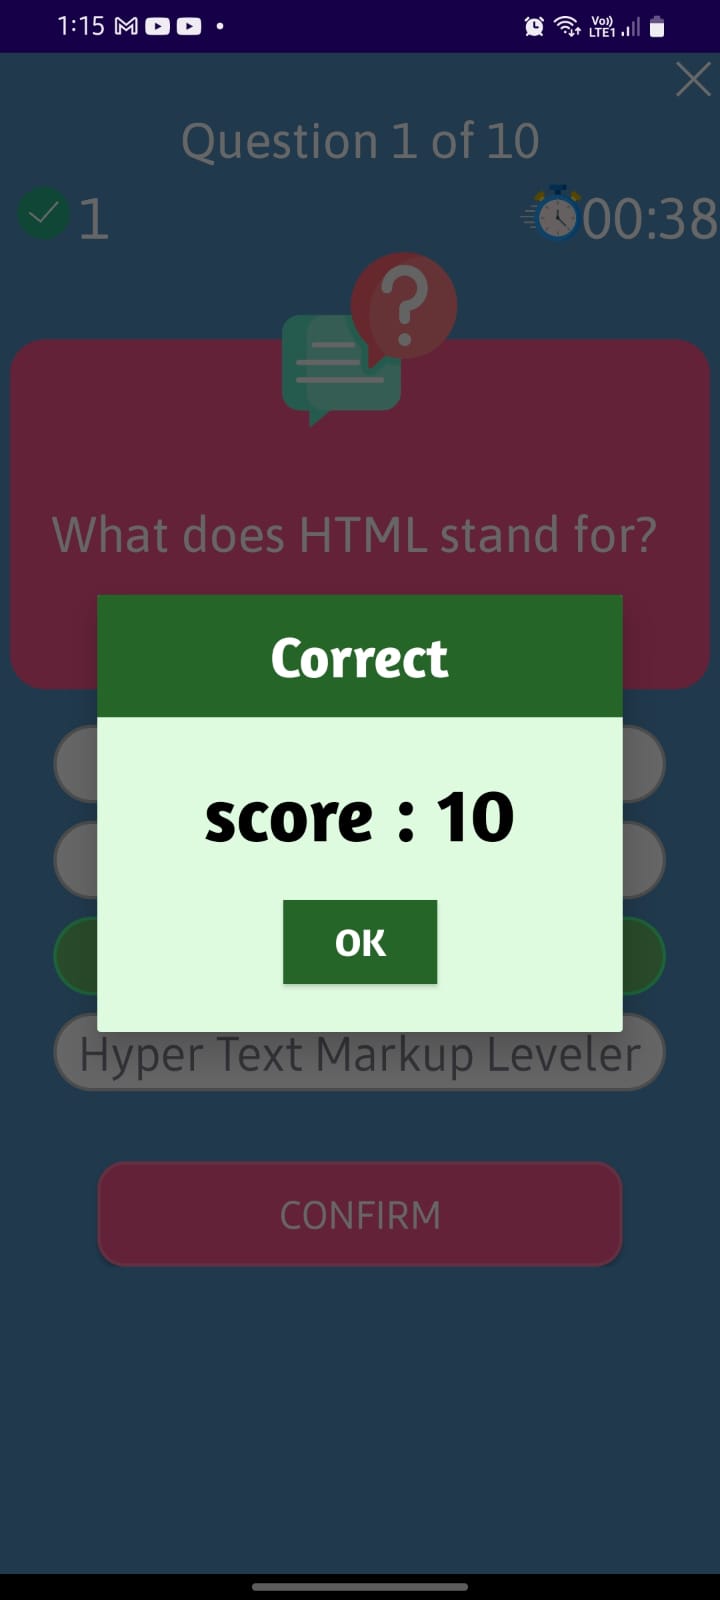 1:15
Vo))
LTE1
Question 1 of 10
1
00:38
?
What does HTML stand for?
Correct
score : 10
OK
Hyper Text Markup Leveler
CONFIRM